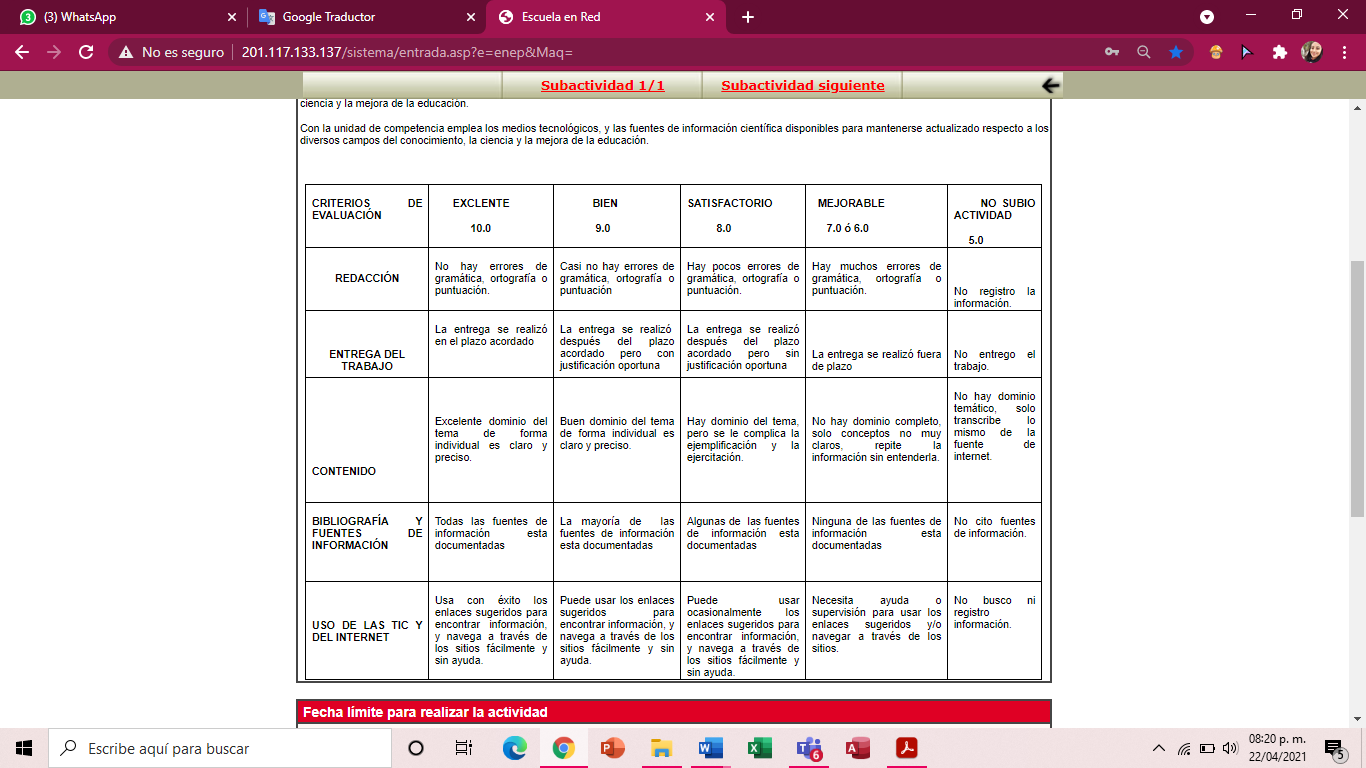 (3) WhatsApp
Google Traductor
Escuela en Red
No es seguro
201.117.133.137/sistema/entrada.asp?e=enep&Maq=
Subactividad 1/1
Subactividad siguiente
ciencia y la mejora de la educación.
Con la unidad de competencia emplea los medios tecnológicos, y las fuentes de información científica disponibles para mantenerse actualizado respecto a los
diversos campos del conocimiento, la ciencia y la mejora de la educación.
CRITERIOS DE
EVALUACIÓN
EXCLENTE
10.0
BIEN
9.0
SATISFACTORIO
8.0
MEJORABLE
7.0 ó 6.0
NO SUBIO
ACTIVIDAD
5.0
REDACCIÓN
No hay errores de
gramática, ortografía o
puntuación.
Casi no hay errores de
gramática, ortografía o
puntuación
Hay pocos errores de
gramática, ortografía o
puntuación.
Hay muchos errores de
gramática, ortografía o
puntuación.
No registro la
información.
ENTREGA DEL
TRABAJO
La entrega se realizó
en el plazo acordado
La entrega se realizó
después del plazo
acordado pero con
justificación oportuna
La entrega se realizó
después del plazo
acordado pero sin
justificación oportuna
La entrega se realizó fuera
de plazo
No entrego el
trabajo.
CONTENIDO
Excelente dominio del
tema de forma
individual es claro y
preciso.
Buen dominio del tema
de forma individual es
claro y preciso.
Hay dominio del tema,
pero se le complica la
ejemplificación y la
ejercitación.
No hay dominio completo,
solo conceptos no muy
claros, repite la
información sin entenderla.
No hay dominio
temático, solo
transcribe lo
mismo de la
fuente de
internet.
BIBLIOGRAFÍA Y
FUENTES DE
INFORMACIÓN
Todas las fuentes de
información esta
documentadas
La mayoría de las
fuentes de información
esta documentadas
Algunas de las fuentes
de información esta
documentadas
Ninguna de las fuentes de
información esta
documentadas
No cito fuentes
de información.
USO DE LAS TIC Y
DEL INTERNET
Usa con éxito los
enlaces sugeridos para
encontrar información,
y navega a través de
los sitios fácilmente y
sin ayuda.
Puede usar los enlaces
sugeridos para
encontrar información, y
navega a través de los
sitios fácilmente y sin
ayuda.
Puede usar
ocasionalmente los
enlaces sugeridos para
encontrar información,
y navega a través de
los sitios fácilmente y
sin ayuda.
Necesita ayuda o
supervisión para usar los
enlaces sugeridos y/o
navegar a través de los
sitios.
No busco ni
registro
información.
Fecha límite para realizar la actividad
Escribe aquí para buscar
08:20 p. m.
22/04/2021